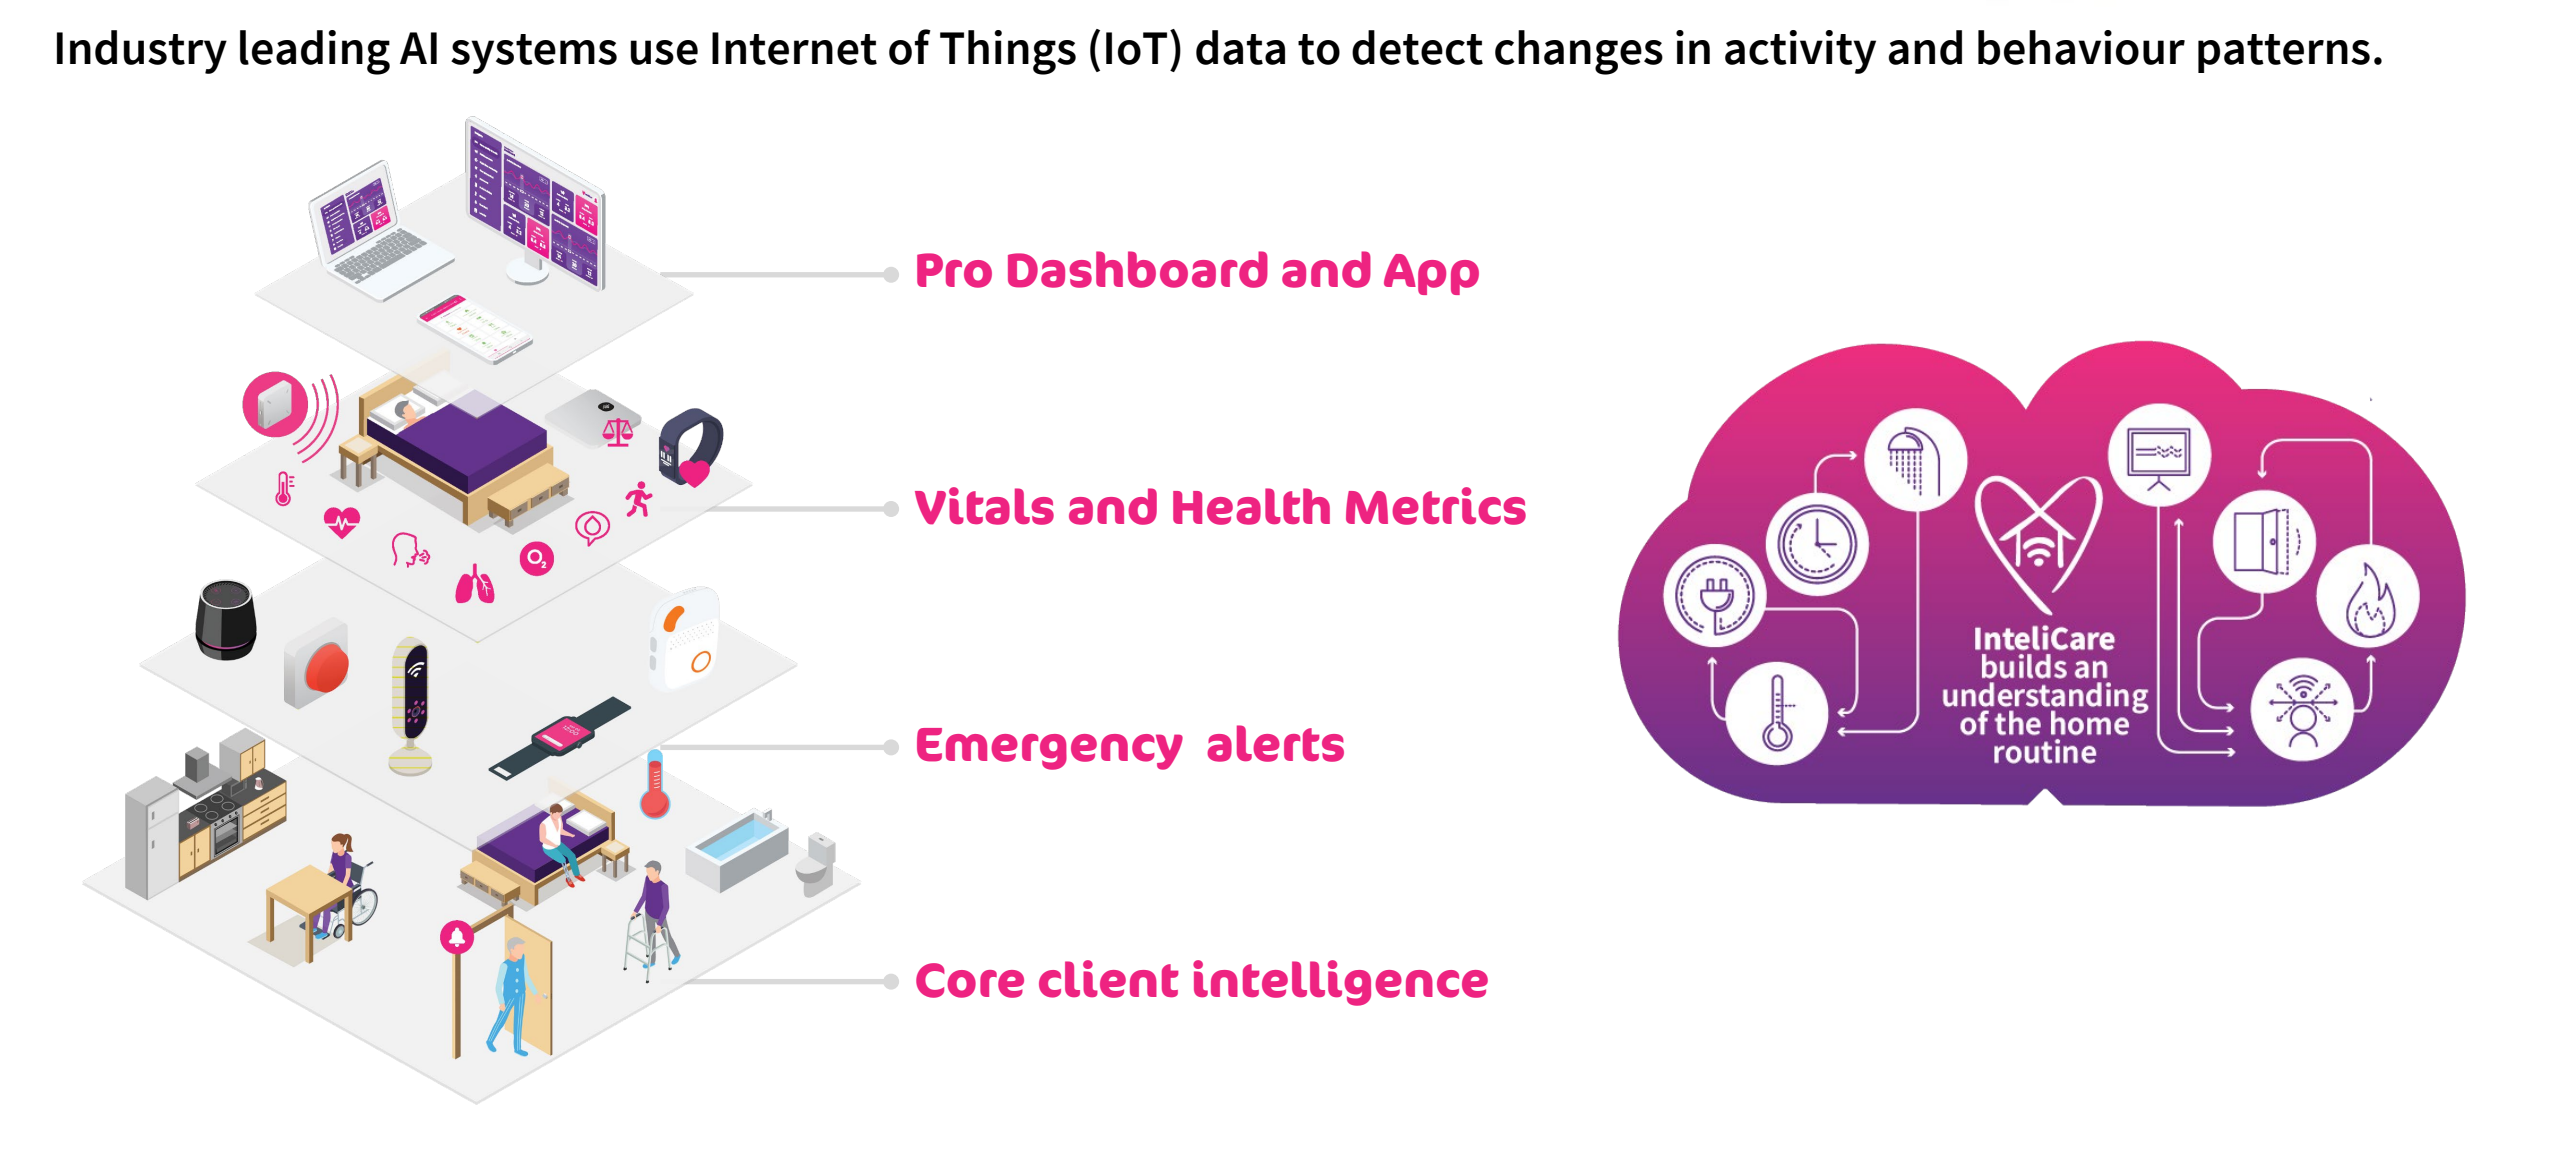 Industry leading AI systems use Internet of Things (IoT) data to detect changes in activity and behaviour patterns.
Pro Dashboard and App
Vitals and Health Metrics
O2
Emergency alerts
Core client intelligence
InteliCare
builds an
understanding
of the home
routine